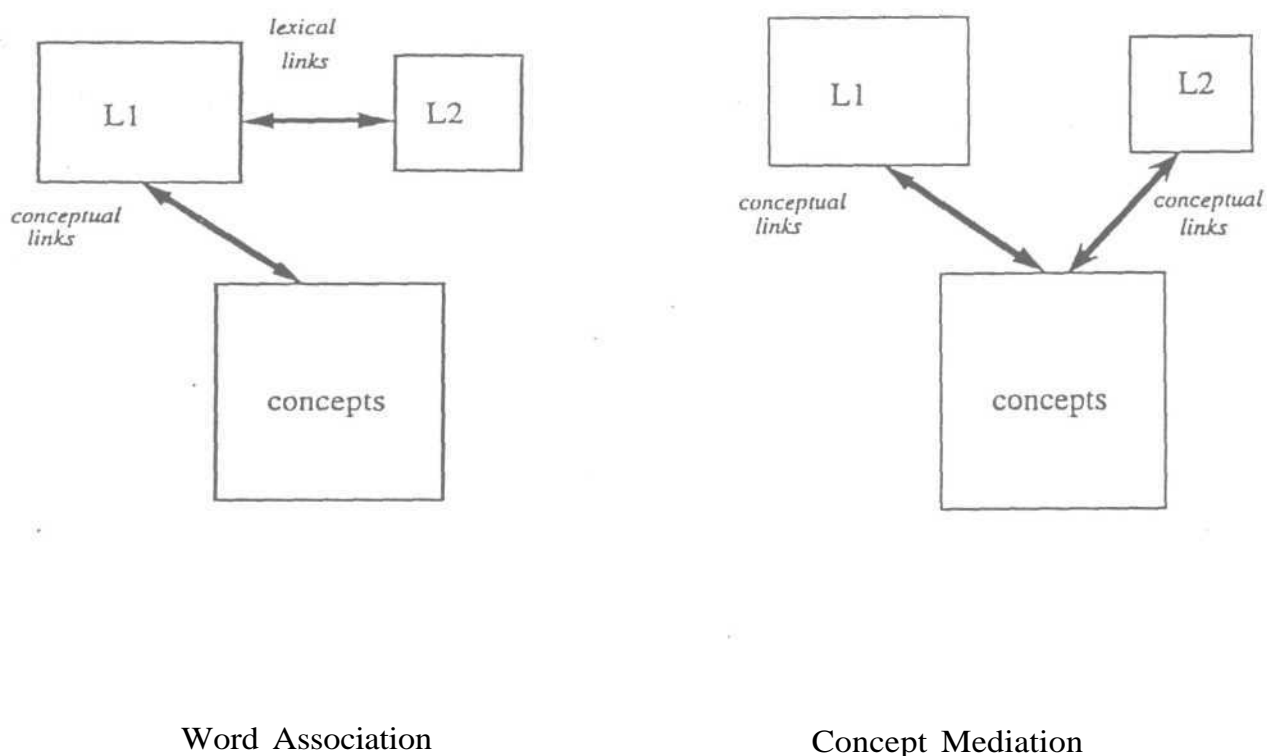 lexical
links
L1
L2
conceptual
links
concepts
Word Association
L1
L2
conceptual
links
conceptual
links
concepts
Concept Mediation